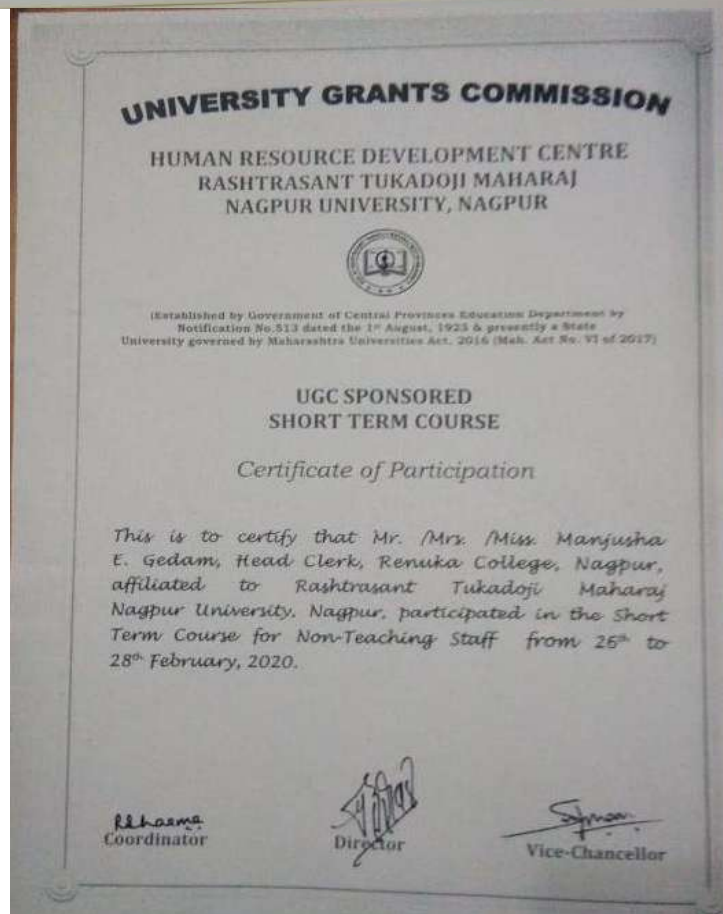 UNIVERSITY GRANTS COMMISSION
HUMAN RESOURCE DEVELOPMENT CENTRE
RASHTRASANT TUKADOJI MAHARAJ
NAGPUR UNIVERSITY, NAGPUR
(Established by Government of Central Provinces Education Department by
Notification No.513 dated the 1st August, 1923 & presently a State
University governed by Maharashtra Universities Act, 2016 (Mah. Act No. VI of 2017)
UGC SPONSORED
SHORT TERM COURSE
Certificate of Participation
This is to certify that Mr. /Mrs. /Miss. Manjusha
E. Gedam, Head Clerk, Renuka College, Nagpur,
affiliated to Rashtrasant Tukadoji Maharaj
Nagpur University, Nagpur, participated in the Short
Term Course for Non-Teaching Staff from 26th to
28th February, 2020.
Coordinator
Director
Vice-Chancellor